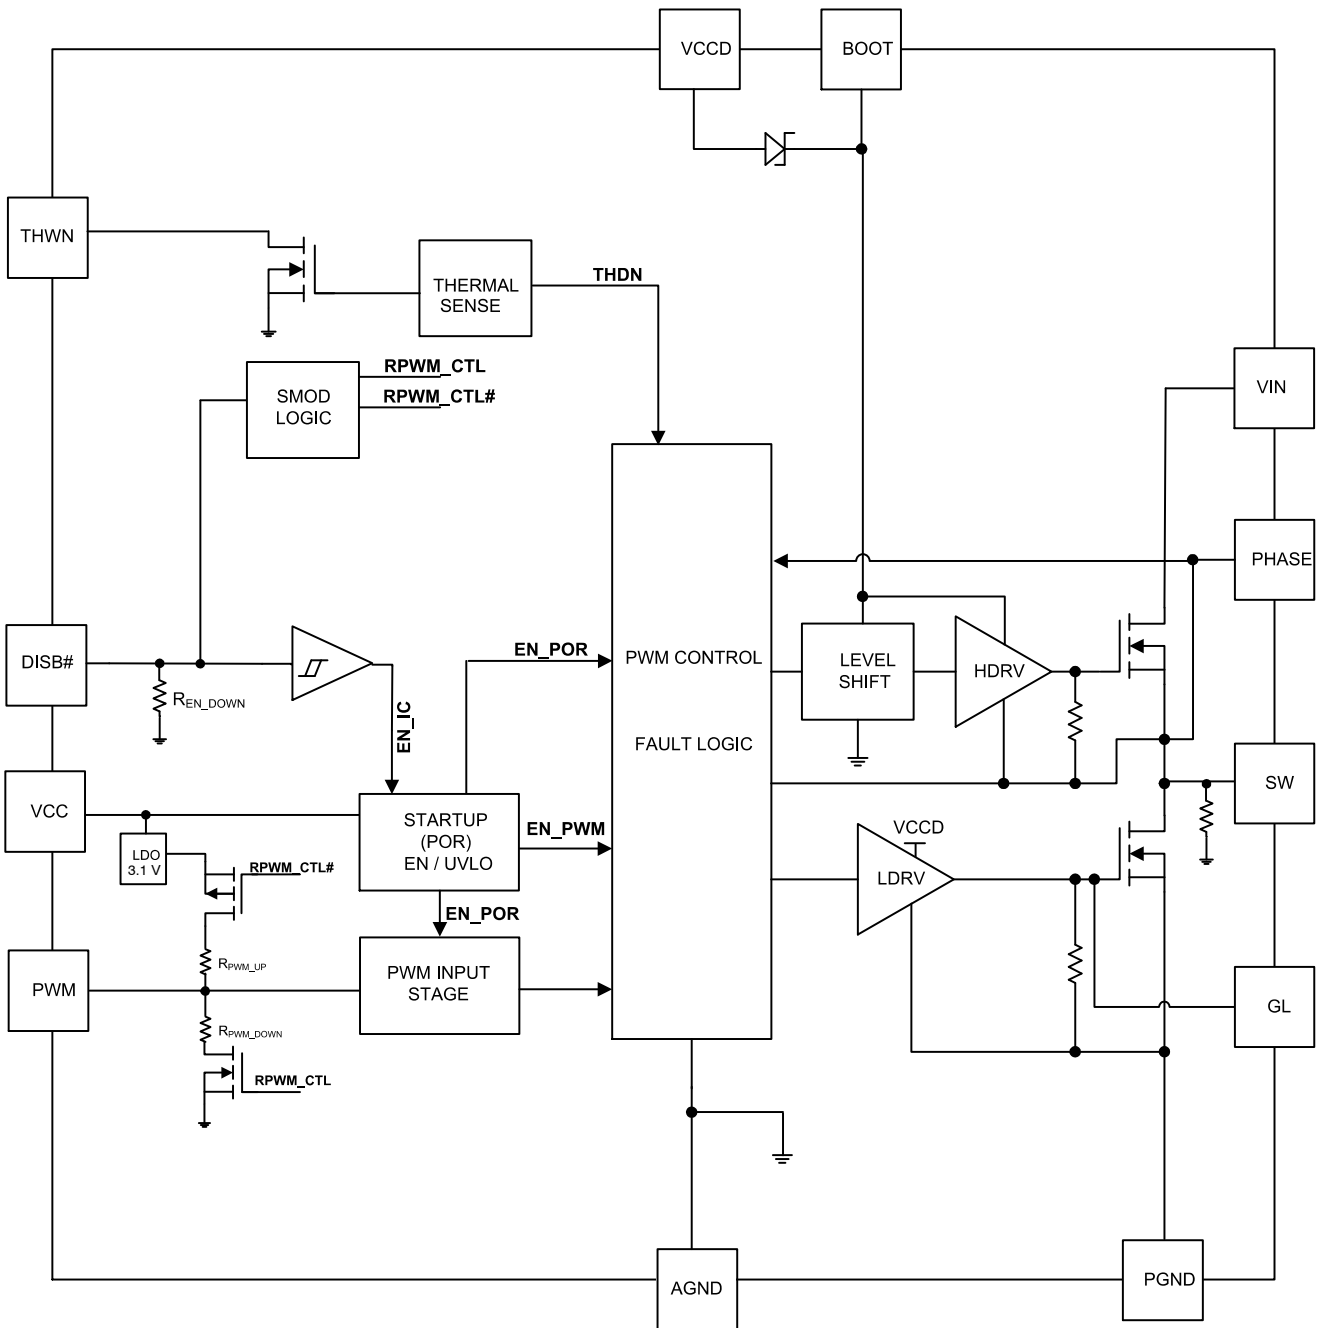 VCCD
BOOT
THWN
THERMAL
SENSE
THDN
SMOD
LOGIC
RPWM_CTL
RPWM_CTL#
VIN
PHASE
DISB#
REN_DOWN
EN_IC
EN_POR
PWM CONTROL
FAULT LOGIC
LEVEL
SHIFT
HDRV
SW
VCC
LDO
3.1 V
RPWM_CTL#
STARTUP
(POR)
EN / UVLO
EN_PWM
EN_POR
VCCD
LDRV
PWM
RPWM_UP
RPWM_DOWN
RPWM_CTL
PWM INPUT
STAGE
GL
AGND
PGND